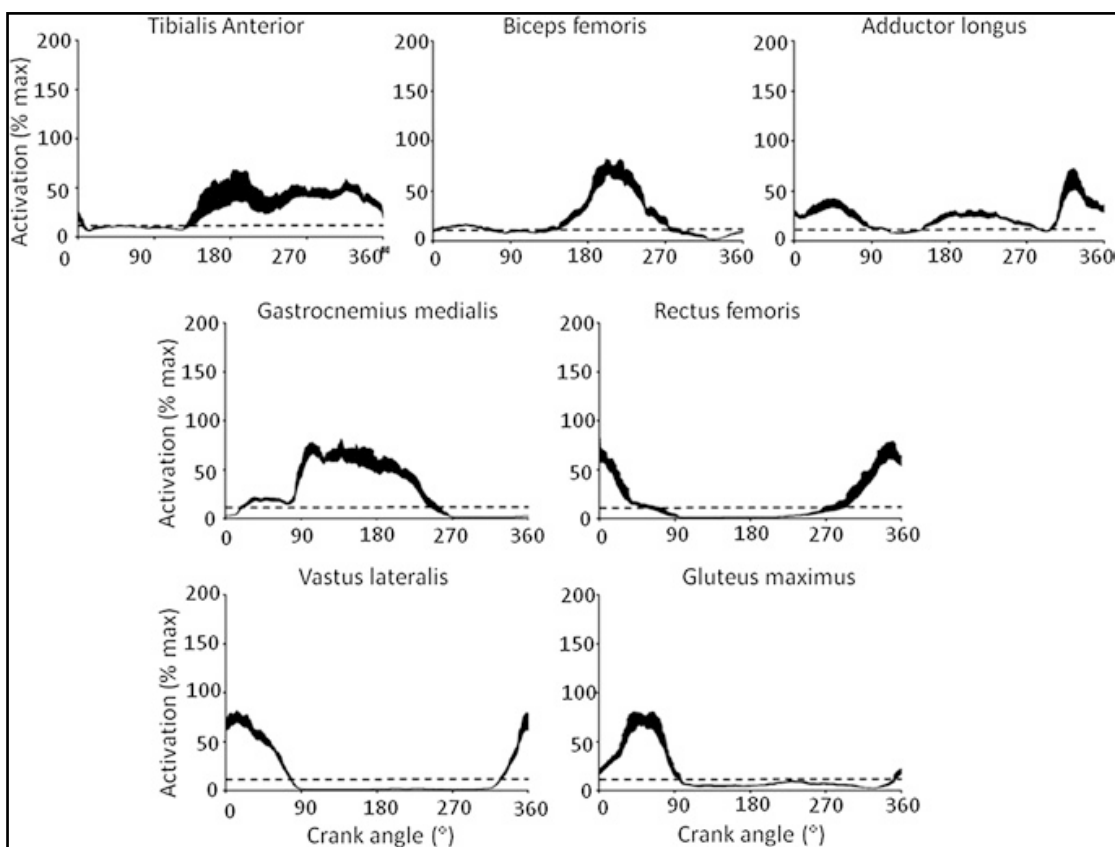 Tibialis Anterior
Biceps femoris
Adductor longus
Activation (% max)
200
150
100
50
0
0 90 180 270 360
200
150
100
50
0
0 90 180 270 360
200
150
100
50
0
0 90 180 270 360
Gastrocnemius medialis
Rectus femoris
Activation (% max)
200
150
100
50
0
0 90 180 270 360
200
150
100
50
0
0 90 180 270 360
Vastus lateralis
Gluteus maximus
Activation (% max)
200
150
100
50
0
0 90 180 270 360
Crank angle (°)
200
150
100
50
0
0 90 180 270 360
Crank angle (°)